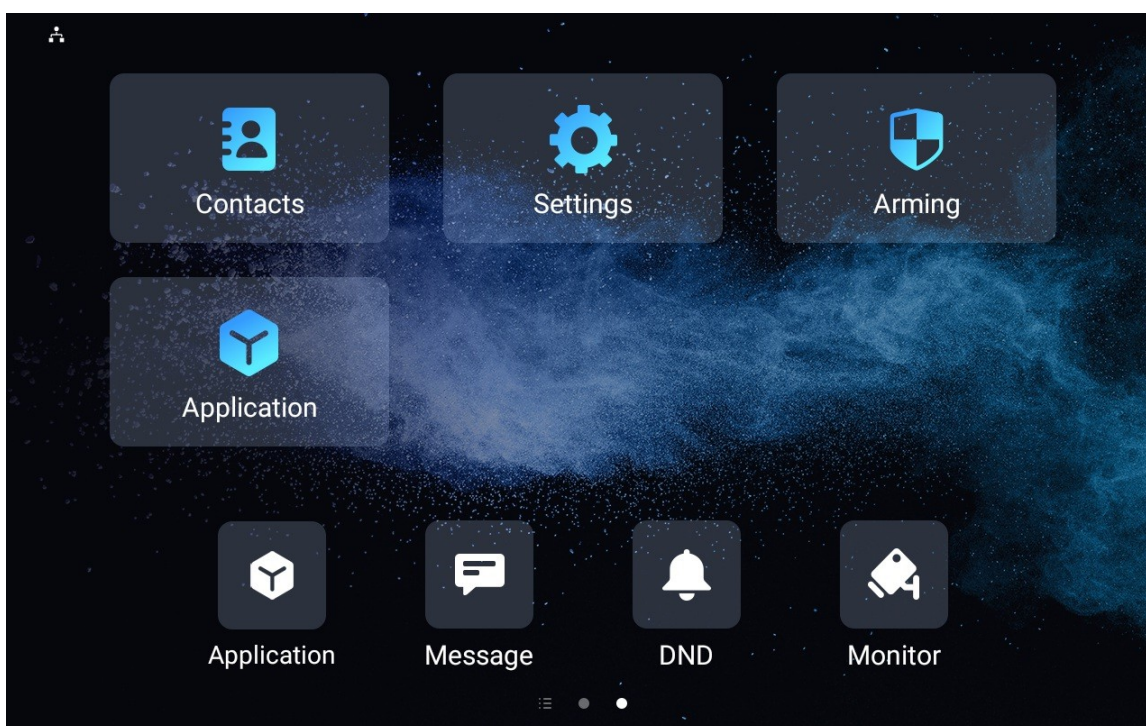 Contacts
Settings
Arming
Application
Application
Message
DND
Monitor